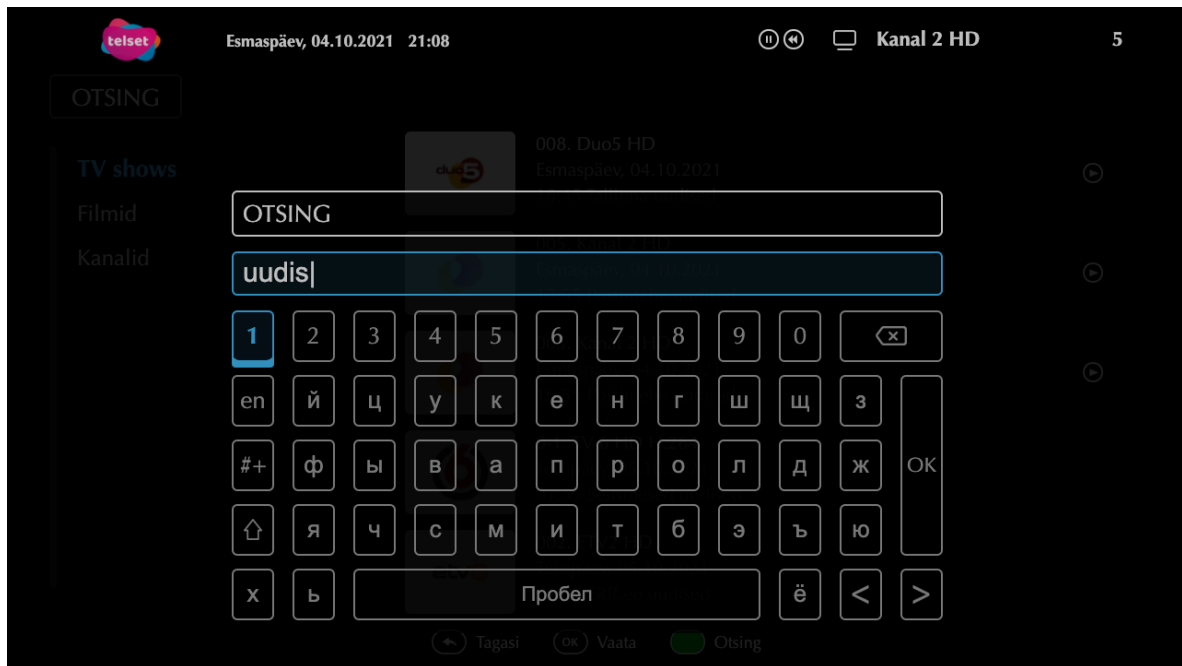 telset
Esmaspäev, 04.10.2021 21:08
Kanal 2 HD
5
OTSING
008. Duo5 HD
TV shows
duo5
Esmaspäev, 04.10.2021
Filmid
OTSING
Kanalid
uudis
1 2 3 4 5 6 7 8 9 0
en й ц у к е н г ш щ з
#+ ф ы в а п р о л д ж OK
я ч с м и т б э ъ ю
х ь Пробел ё < >
Tagasi OK Vaata Otsing